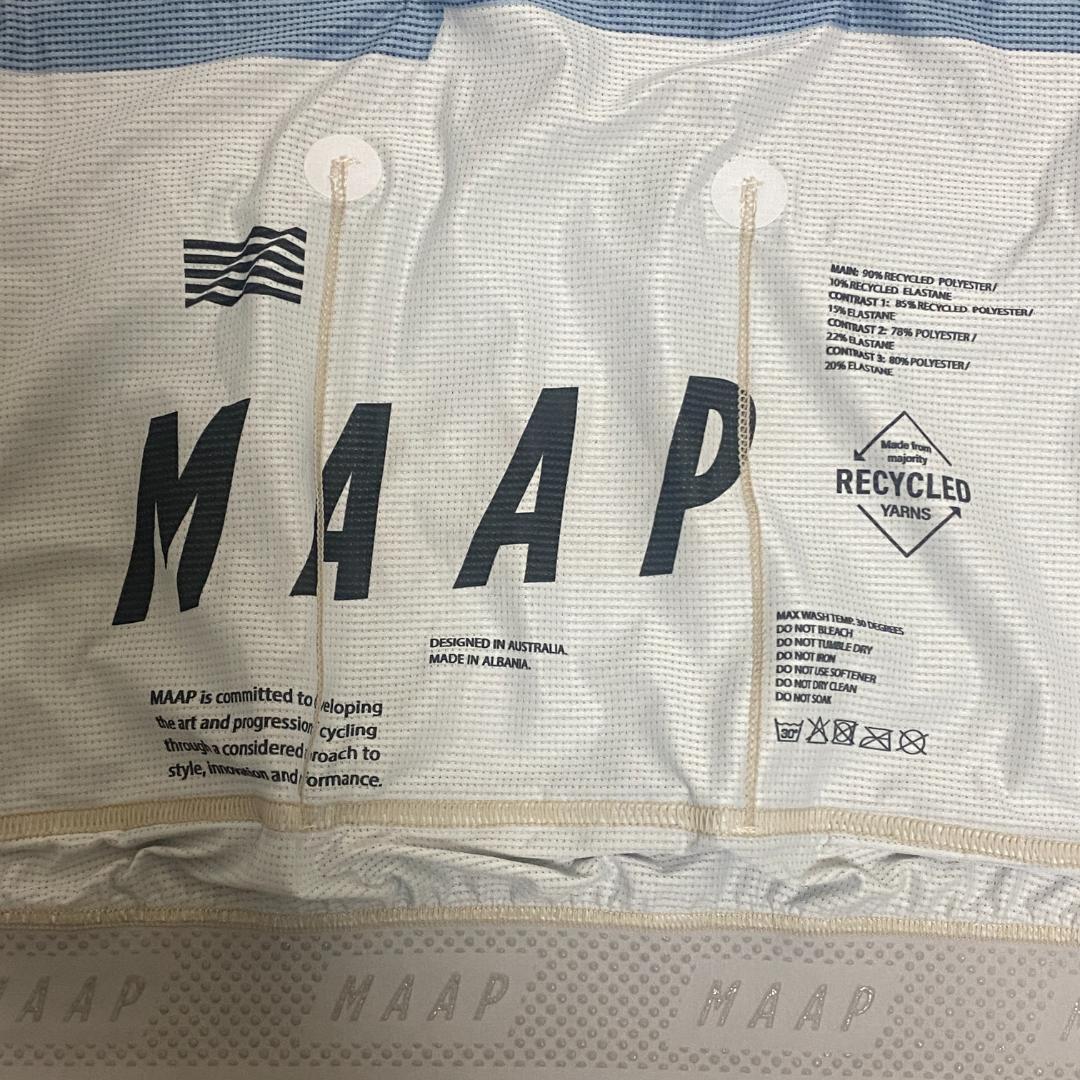 MAIN: 90% RECYCLED POLYESTER/
10% RECYCLED ELASTANE
CONTRAST 1: 85% RECYCLED POLYESTER/
15% ELASTANE
CONTRAST 2: 78% POLYESTER/
22% ELASTANE
CONTRAST 3: 80% POLYESTER/
20% ELASTANE
MAAP
Made from
majority
RECYCLED
YARNS
DESIGNED IN AUSTRALIA.
MADE IN ALBANIA.
MAX WASH TEMP. 30 DEGREES
DO NOT BLEACH
DO NOT TUMBLE DRY
DO NOT IRON
DO NOT USE SOFTENER
DO NOT DRY CLEAN
DO NOT SOAK
30°
MAAP is committed to veloping
the art and progression cycling
through a considered roach to
style, innovation and ormance.
AAP MAAP MAAP